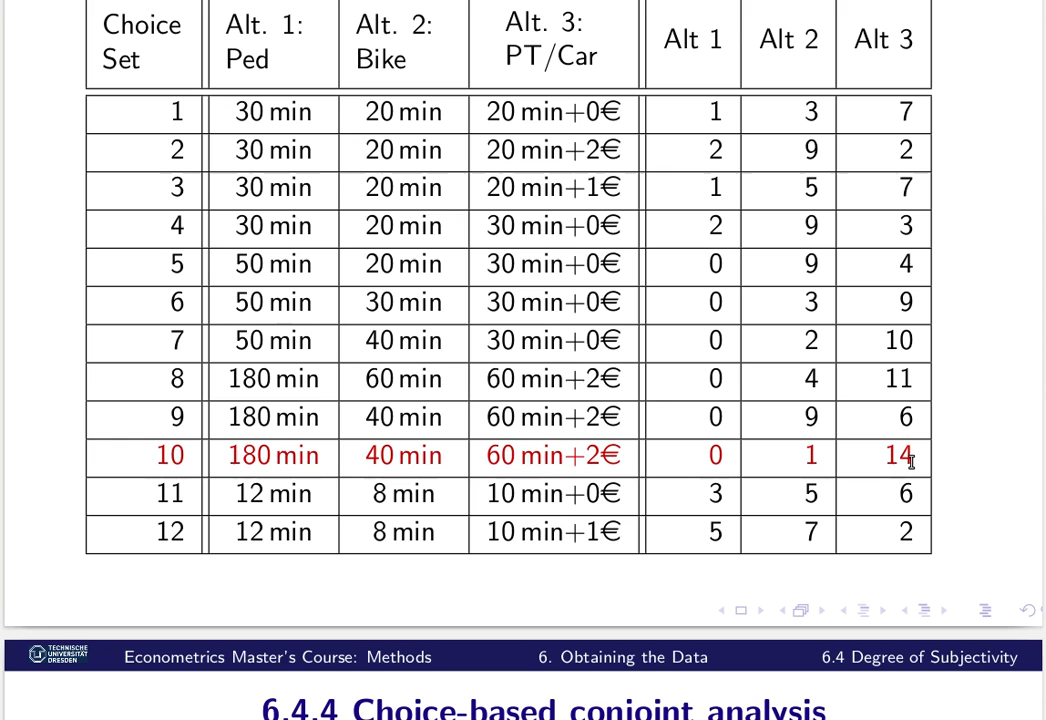 Choice Set | Alt. 1: Ped | Alt. 2: Bike | Alt. 3: PT/Car | Alt 1 | Alt 2 | Alt 3
1 | 30 min | 20 min | 20 min+0€ | 1 | 3 | 7
2 | 30 min | 20 min | 20 min+2€ | 2 | 9 | 2
3 | 30 min | 20 min | 20 min+1€ | 1 | 5 | 7
4 | 30 min | 20 min | 30 min+0€ | 2 | 9 | 3
5 | 50 min | 20 min | 30 min+0€ | 0 | 9 | 4
6 | 50 min | 30 min | 30 min+0€ | 0 | 3 | 9
7 | 50 min | 40 min | 30 min+0€ | 0 | 2 | 10
8 | 180 min | 60 min | 60 min+2€ | 0 | 4 | 11
9 | 180 min | 40 min | 60 min+2€ | 0 | 9 | 6
10 | 180 min | 40 min | 60 min+2€ | 0 | 1 | 14
11 | 12 min | 8 min | 10 min+0€ | 3 | 5 | 6
12 | 12 min | 8 min | 10 min+1€ | 5 | 7 | 2
TECHNISCHE UNIVERSITÄT DRESDEN
Econometrics Master's Course: Methods 6. Obtaining the Data 6.4 Degree of Subjectivity
6.4.4 Choice-based conjoint analysis